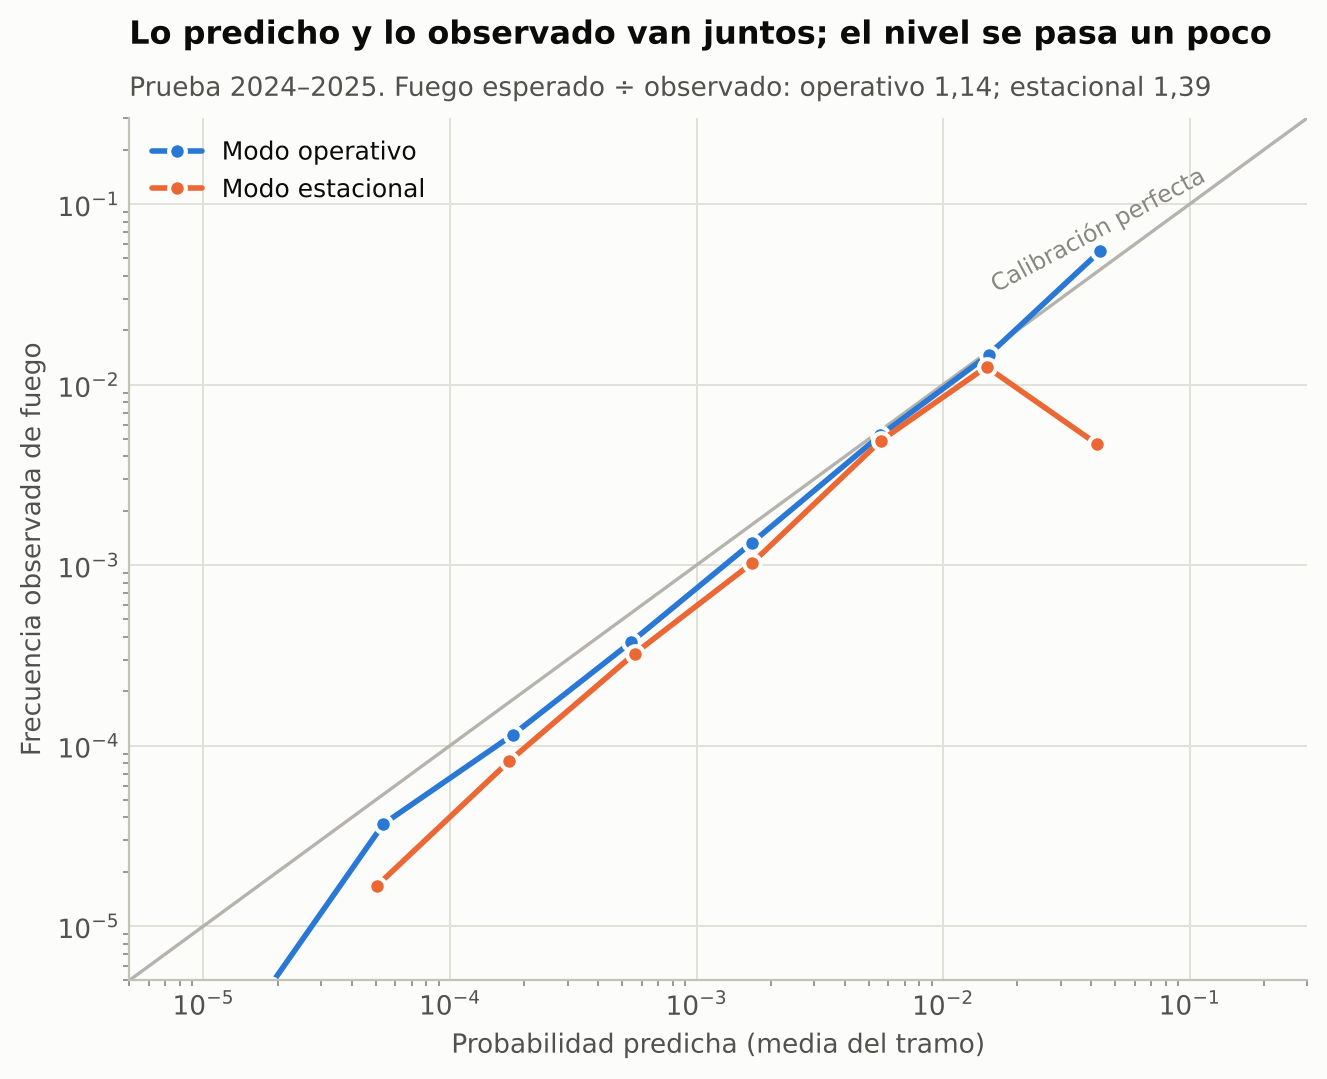 Lo predicho y lo observado van juntos; el nivel se pasa un poco
Prueba 2024–2025. Fuego esperado ÷ observado: operativo 1,14; estacional 1,39
Modo operativo
Modo estacional
Calibración perfecta
Frecuencia observada de fuego
10⁻¹
10⁻²
10⁻³
10⁻⁴
10⁻⁵
10⁻⁵ 10⁻⁴ 10⁻³ 10⁻² 10⁻¹
Probabilidad predicha (media del tramo)